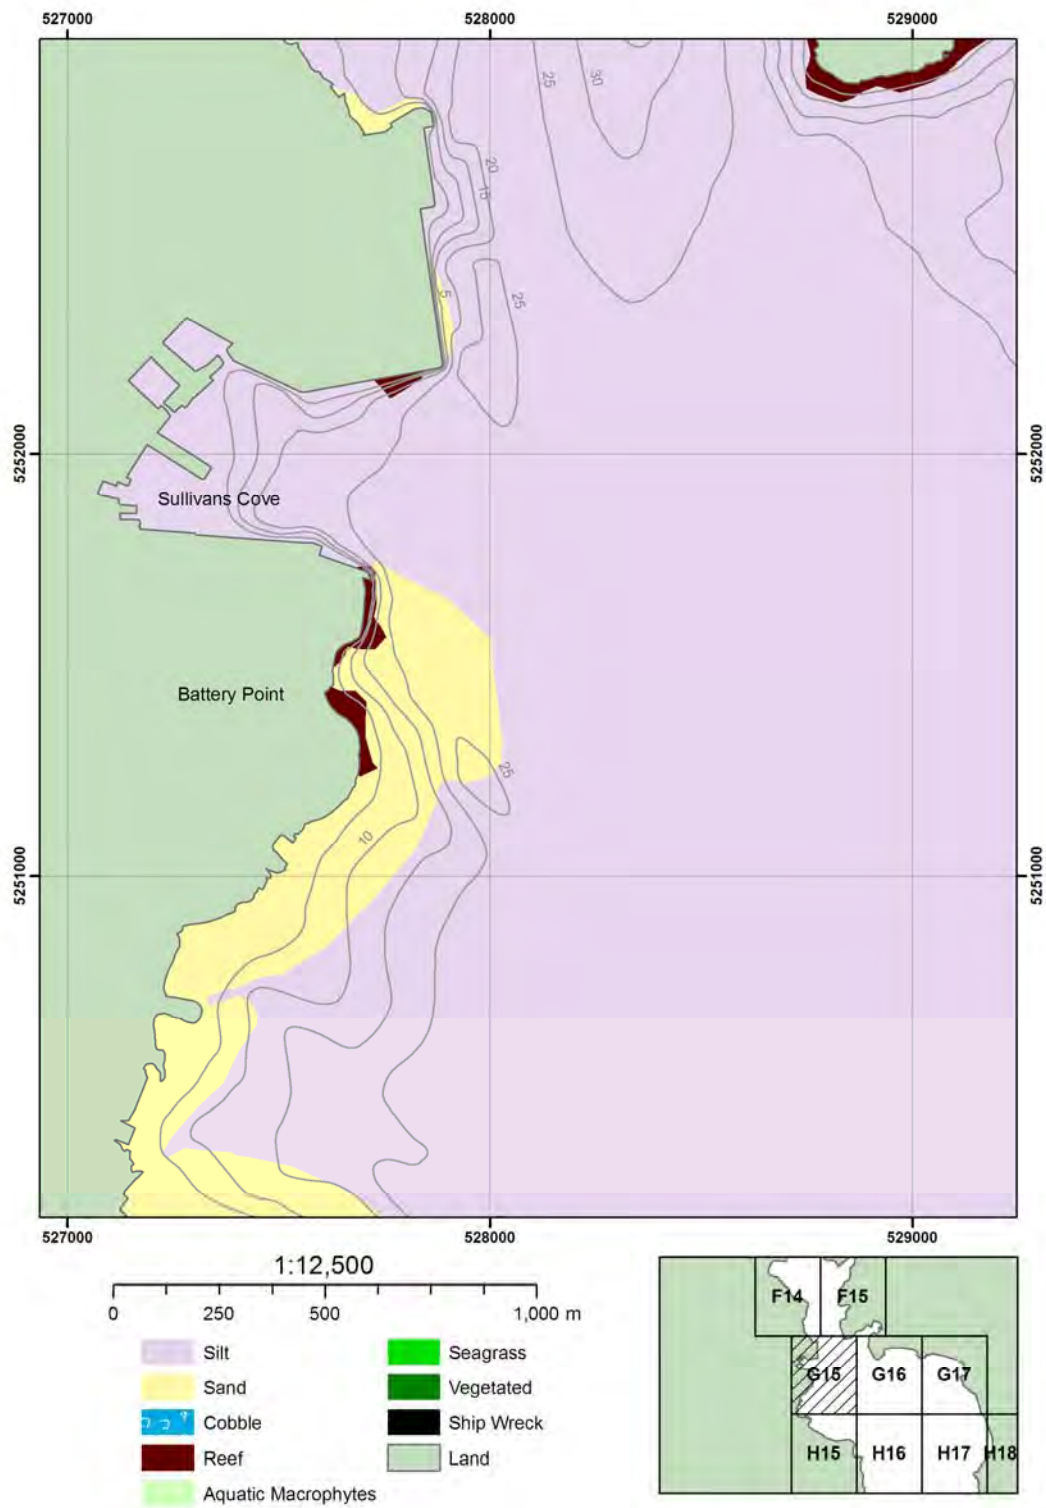 527000 528000 529000
25
30
20
15
5
25
5252000 5252000
Sullivans Cove
Battery Point
25
10
5251000 5251000
527000 528000 529000
1:12,500
0 250 500 1,000 m
Silt Seagrass
Sand Vegetated
Cobble Ship Wreck
Reef Land
Aquatic Macrophytes
F14 F15
G15 G16 G17
H15 H16 H17 H18